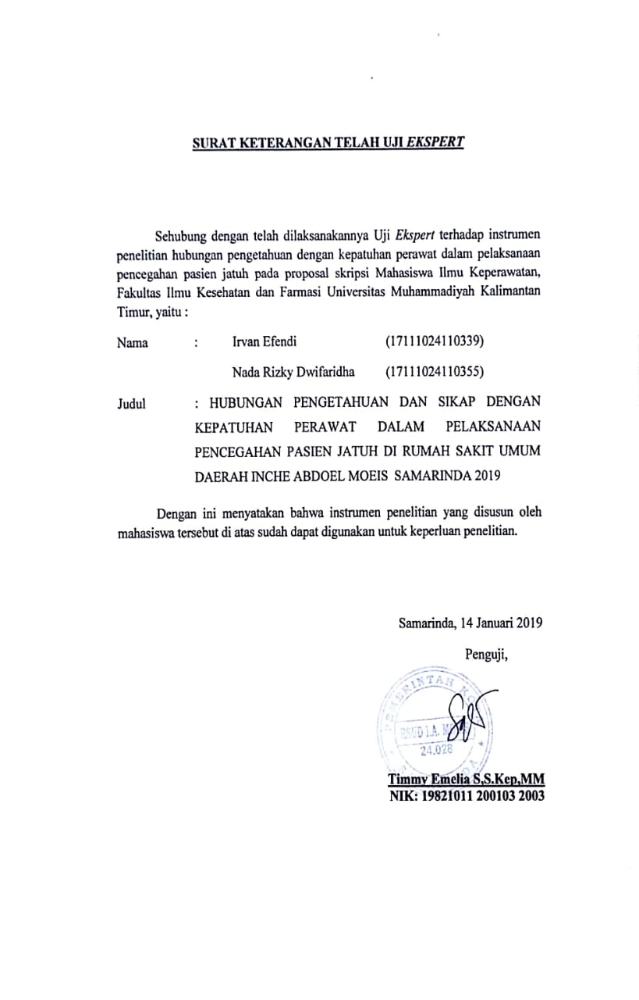 SURAT KETERANGAN TELAH UJI EKSPERT
Sehubung dengan telah dilaksanakannya Uji Ekspert terhadap instrumen
penelitian hubungan pengetahuan dengan kepatuhan perawat dalam pelaksanaan
pencegahan pasien jatuh pada proposal skripsi Mahasiswa Ilmu Keperawatan,
Fakultas Ilmu Kesehatan dan Farmasi Universitas Muhammadiyah Kalimantan
Timur, yaitu :
Nama : Irvan Efendi (17111024110339)
Nada Rizky Dwifaridha (17111024110355)
Judul : HUBUNGAN PENGETAHUAN DAN SIKAP DENGAN
KEPATUHAN PERAWAT DALAM PELAKSANAAN
PENCEGAHAN PASIEN JATUH DI RUMAH SAKIT UMUM
DAERAH INCHE ABDOEL MOEIS SAMARINDA 2019
Dengan ini menyatakan bahwa instrumen penelitian yang disusun oleh
mahasiswa tersebut di atas sudah dapat digunakan untuk keperluan penelitian.
Samarinda, 14 Januari 2019
Penguji,
PEMERINTAH
RSUD I.A.
24.028
Timmy Emelia S,S.Kep,MM
NIK: 19821011 200103 2003